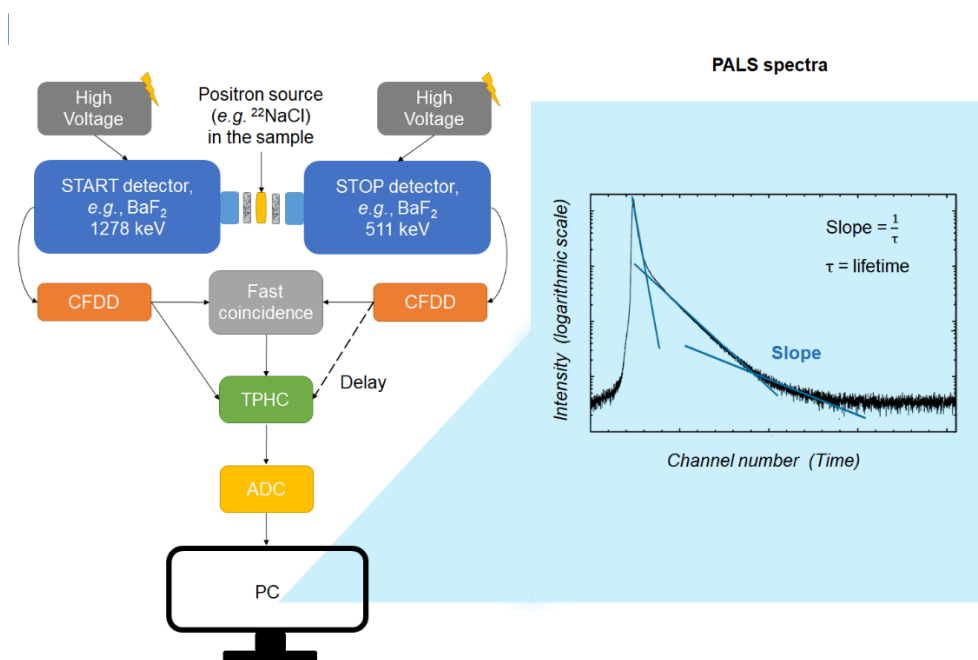 High
Voltage
Positron source
(e.g. ²²NaCl)
in the sample
High
Voltage
START detector,
e.g., BaF₂
1278 keV
STOP detector,
e.g., BaF₂
511 keV
CFDD
Fast
coincidence
CFDD
Delay
TPHC
ADC
PC
PALS spectra
Intensity (logarithmic scale)
Slope = 1/τ
τ = lifetime
Slope
Channel number (Time)